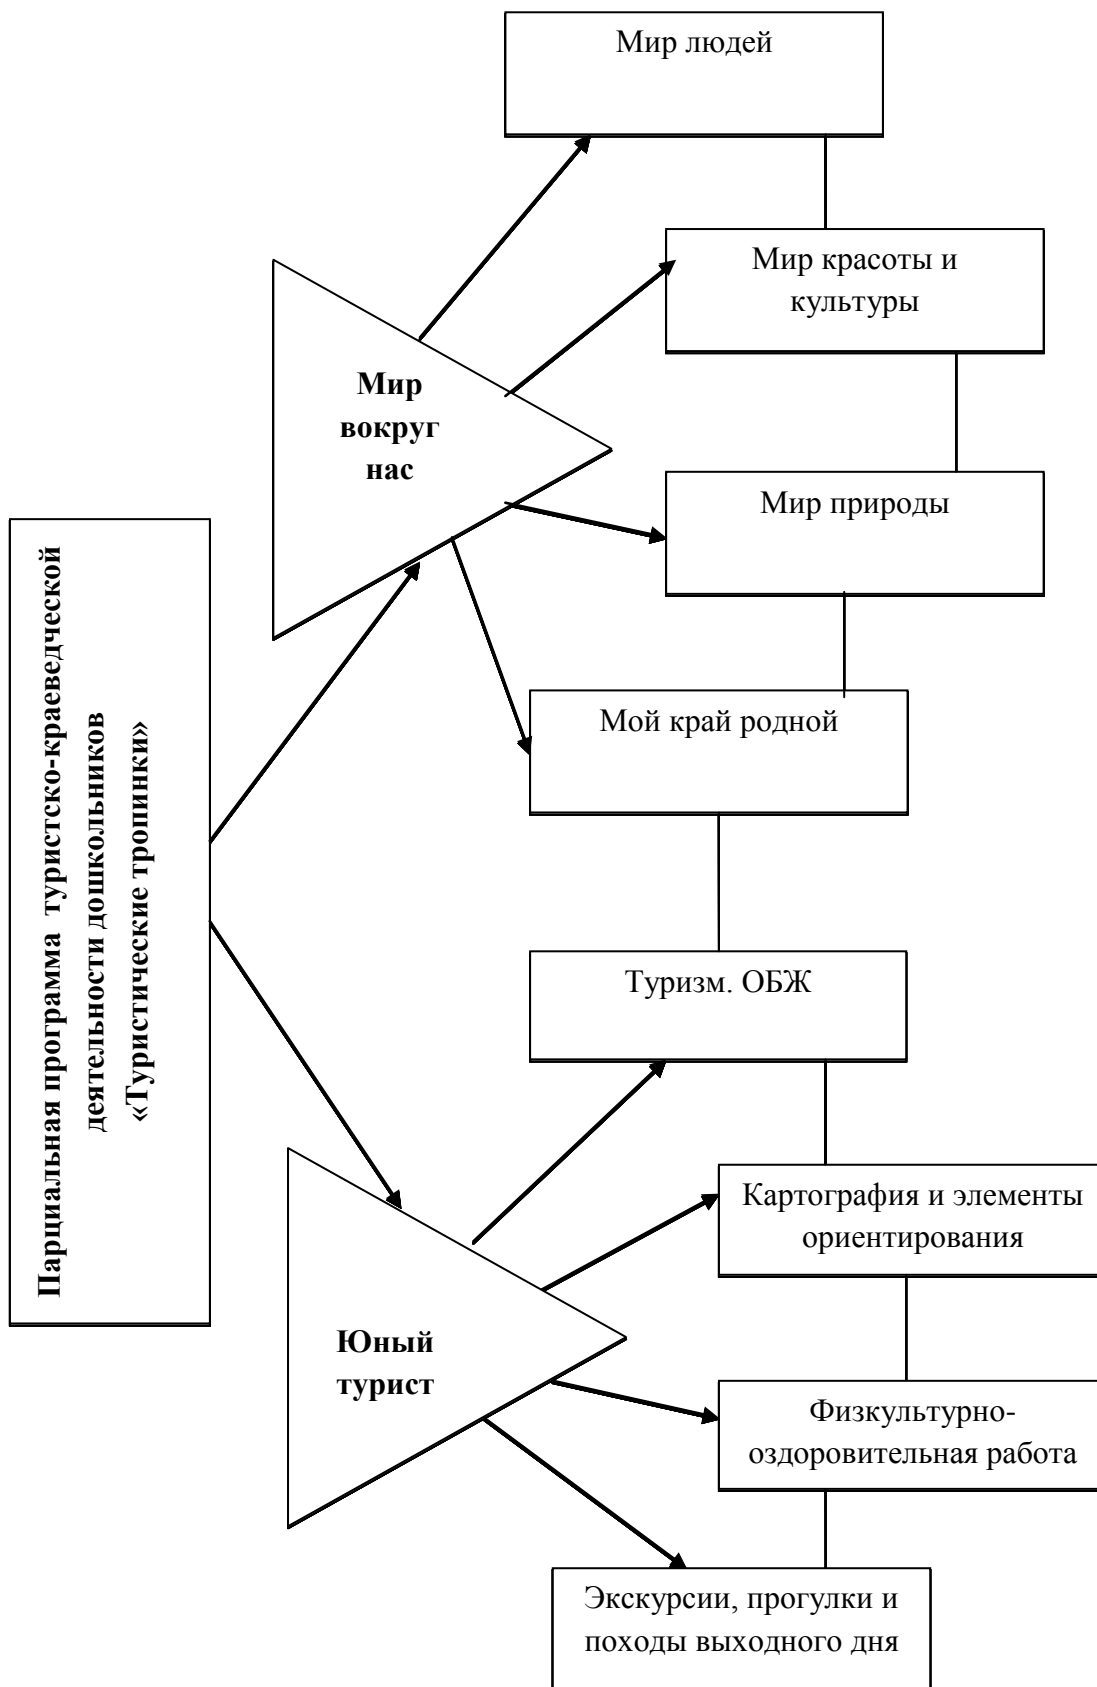 Мир людей
Мир красоты и
культуры
Мир
вокруг
нас
Мир природы
Парциальная программа туристско-краеведческой
деятельности дошкольников
«Туристические тропинки»
Мой край родной
Туризм. ОБЖ
Картография и элементы
ориентирования
Юный
турист
Физкультурно-
оздоровительная работа
Экскурсии, прогулки и
походы выходного дня